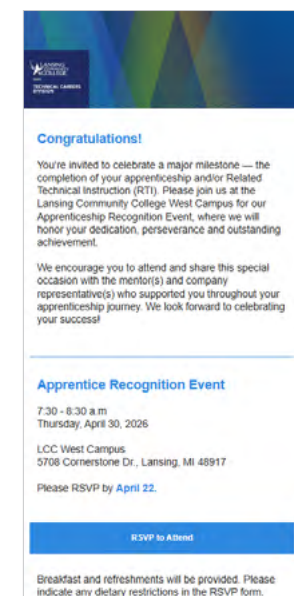 LANSING
COMMUNITY
COLLEGE
TECHNICAL CAREERS
DIVISION
Congratulations!
You're invited to celebrate a major milestone — the
completion of your apprenticeship and/or Related
Technical Instruction (RTI). Please join us at the
Lansing Community College West Campus for our
Apprenticeship Recognition Event, where we will
honor your dedication, perseverance and outstanding
achievement.
We encourage you to attend and share this special
occasion with the mentor(s) and company
representative(s) who supported you throughout your
apprenticeship journey. We look forward to celebrating
your success!
Apprentice Recognition Event
7:30 - 8:30 a.m
Thursday, April 30, 2026
LCC West Campus
5708 Cornerstone Dr., Lansing, MI 48917
Please RSVP by April 22.
RSVP to Attend
Breakfast and refreshments will be provided. Please
indicate any dietary restrictions in the RSVP form.